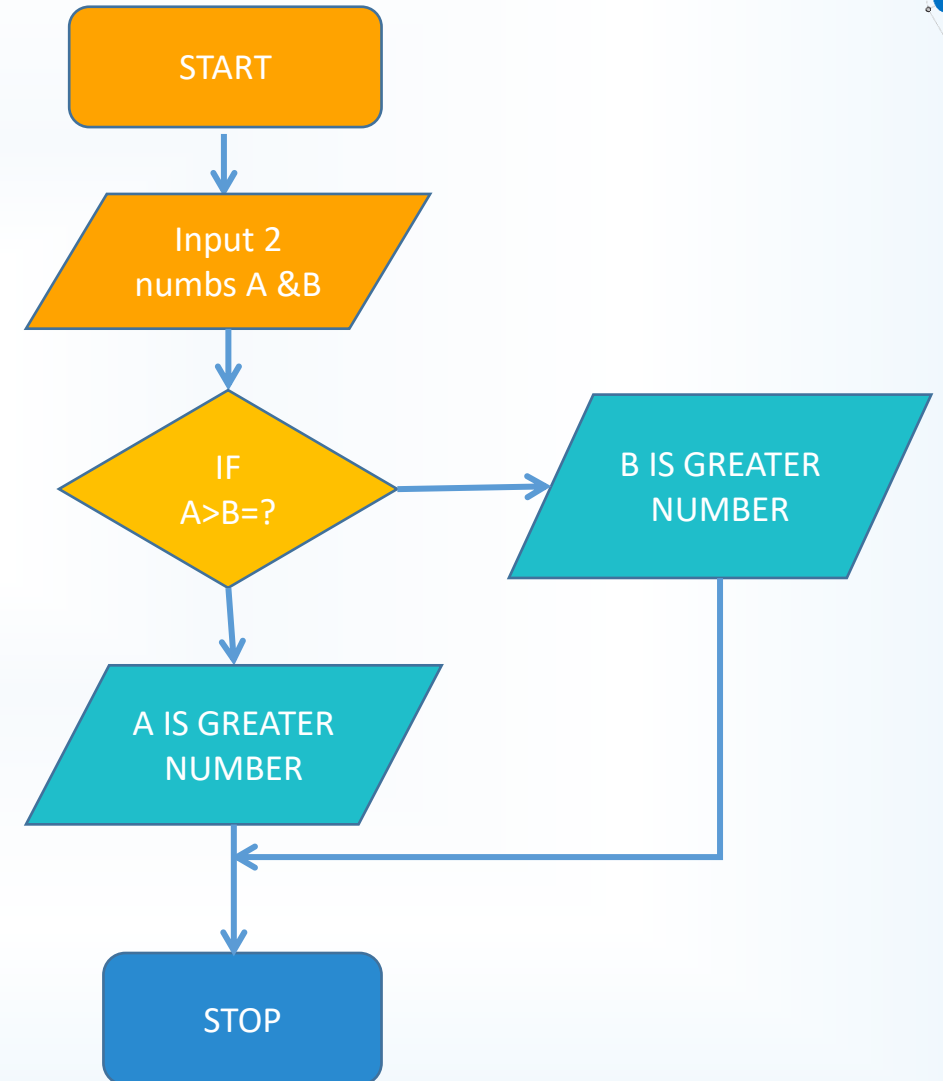 START
Input 2
numbs A &B
IF
A>B=?
B IS GREATER
NUMBER
A IS GREATER
NUMBER
STOP